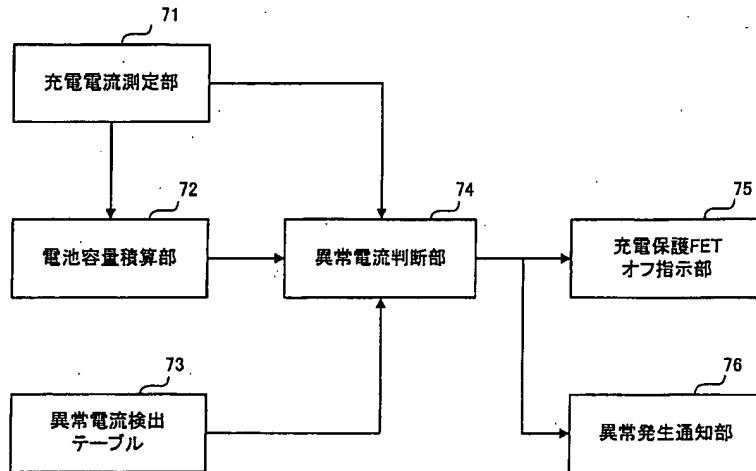 71
充電電流測定部
72
電池容量積算部
73
異常電流検出
テーブル
74
異常電流判断部
75
充電保護FET
オフ指示部
76
異常発生通知部